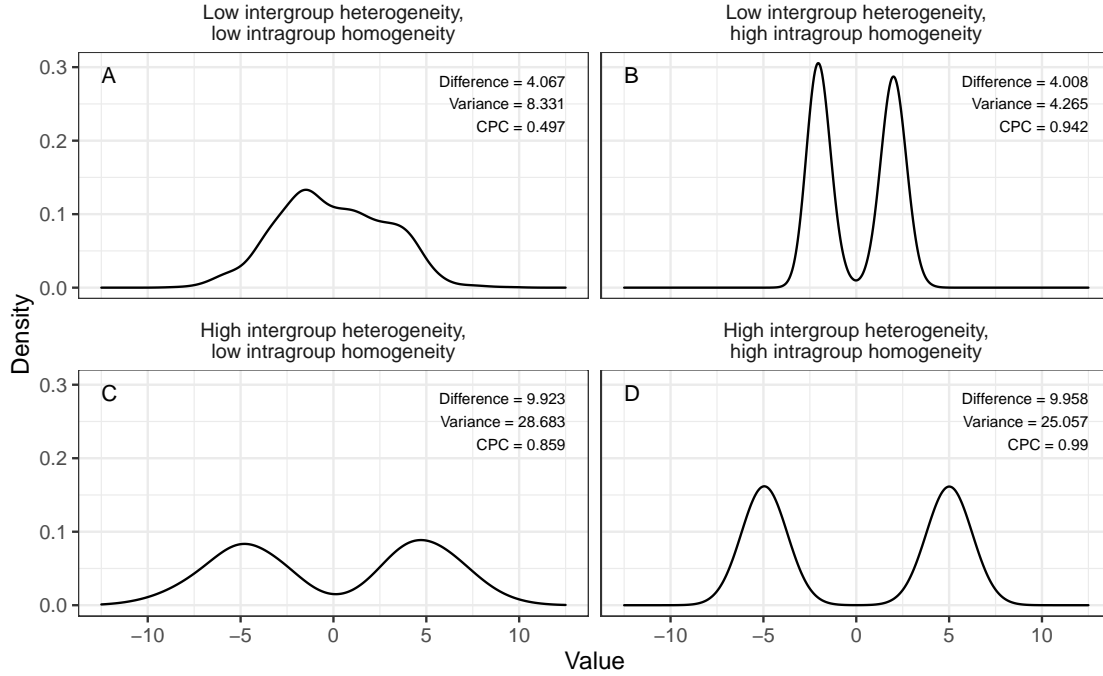 Low intergroup heterogeneity,
low intragroup homogeneity
Low intergroup heterogeneity,
high intragroup homogeneity
A
Difference = 4.067
Variance = 8.331
CPC = 0.497
B
Difference = 4.008
Variance = 4.265
CPC = 0.942
0.3
0.2
0.1
0.0
Density
High intergroup heterogeneity,
low intragroup homogeneity
High intergroup heterogeneity,
high intragroup homogeneity
C
Difference = 9.923
Variance = 28.683
CPC = 0.859
D
Difference = 9.958
Variance = 25.057
CPC = 0.99
0.3
0.2
0.1
0.0
−10 −5 0 5 10
−10 −5 0 5 10
Value